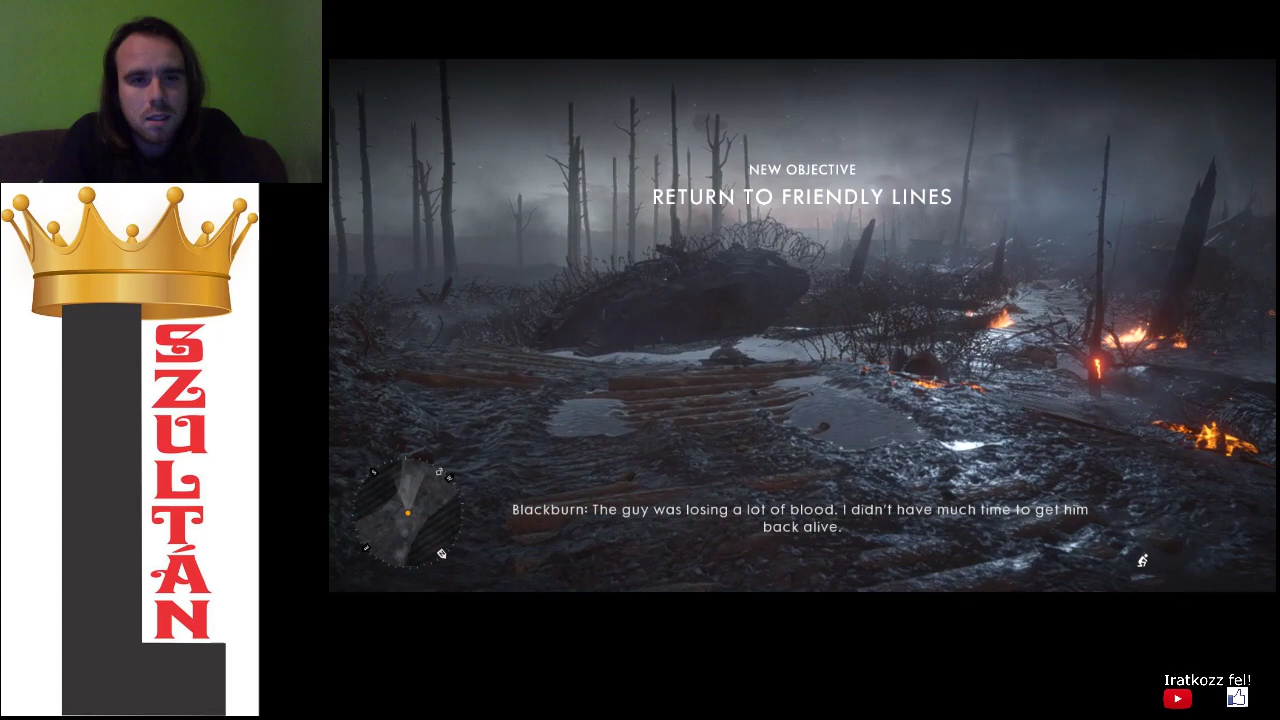 SZULTÁN
NEW OBJECTIVE
RETURN TO FRIENDLY LINES
Blackburn: The guy was losing a lot of blood. I didn't have much time to get him
back alive.
Iratkozz fel!